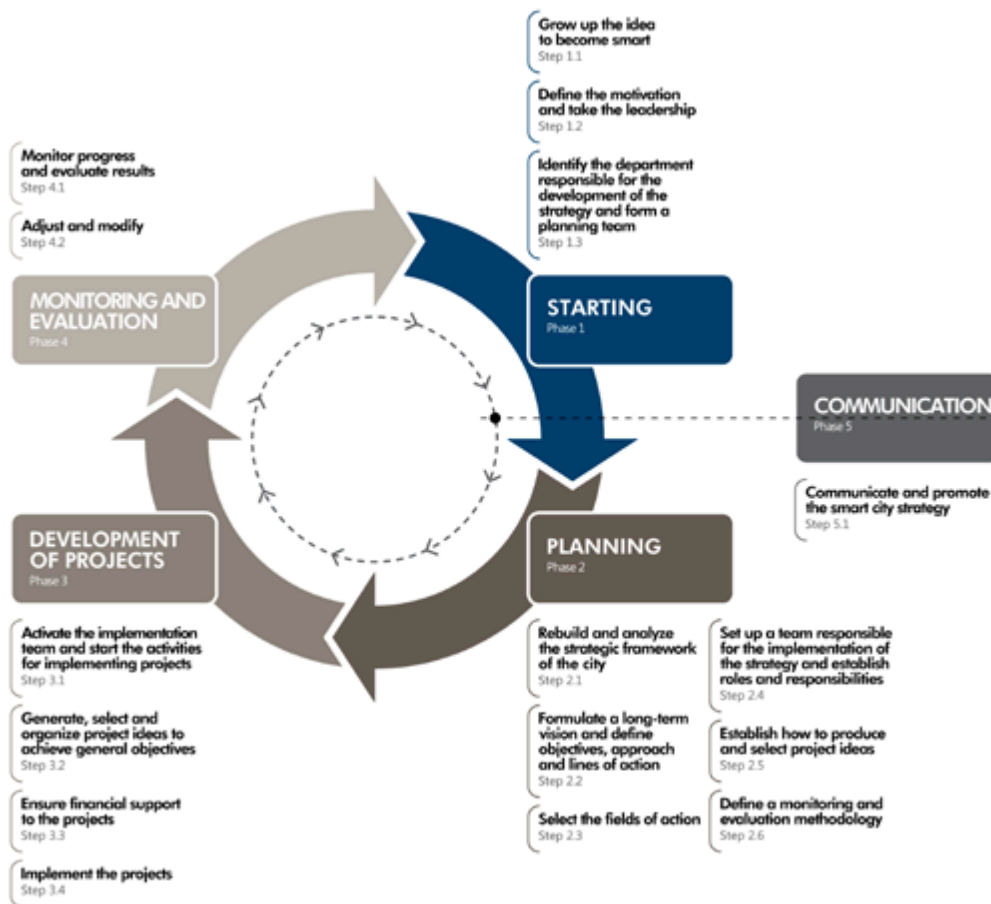 Grow up the idea
to become smart
Step 1.1
Define the motivation
and take the leadership
Step 1.2
Identify the department
responsible for the
development of the
strategy and form a
planning team
Step 1.3
Monitor progress
and evaluate results
Step 4.1
Adjust and modify
Step 4.2
MONITORING AND
EVALUATION
Phase 4
STARTING
Phase 1
COMMUNICATION
Phase 5
Communicate and promote
the smart city strategy
Step 5.1
DEVELOPMENT
OF PROJECTS
Phase 3
PLANNING
Phase 2
Activate the implementation
team and start the activities
for implementing projects
Step 3.1
Generate, select and
organize project ideas to
achieve general objectives
Step 3.2
Ensure financial support
to the projects
Step 3.3
Implement the projects
Step 3.4
Rebuild and analyze
the strategic framework
of the city
Step 2.1
Formulate a long-term
vision and define
objectives, approach
and lines of action
Step 2.2
Select the fields of action
Step 2.3
Set up a team responsible
for the implementation of
the strategy and establish
roles and responsibilities
Step 2.4
Establish how to produce
and select project ideas
Step 2.5
Define a monitoring and
evaluation methodology
Step 2.6